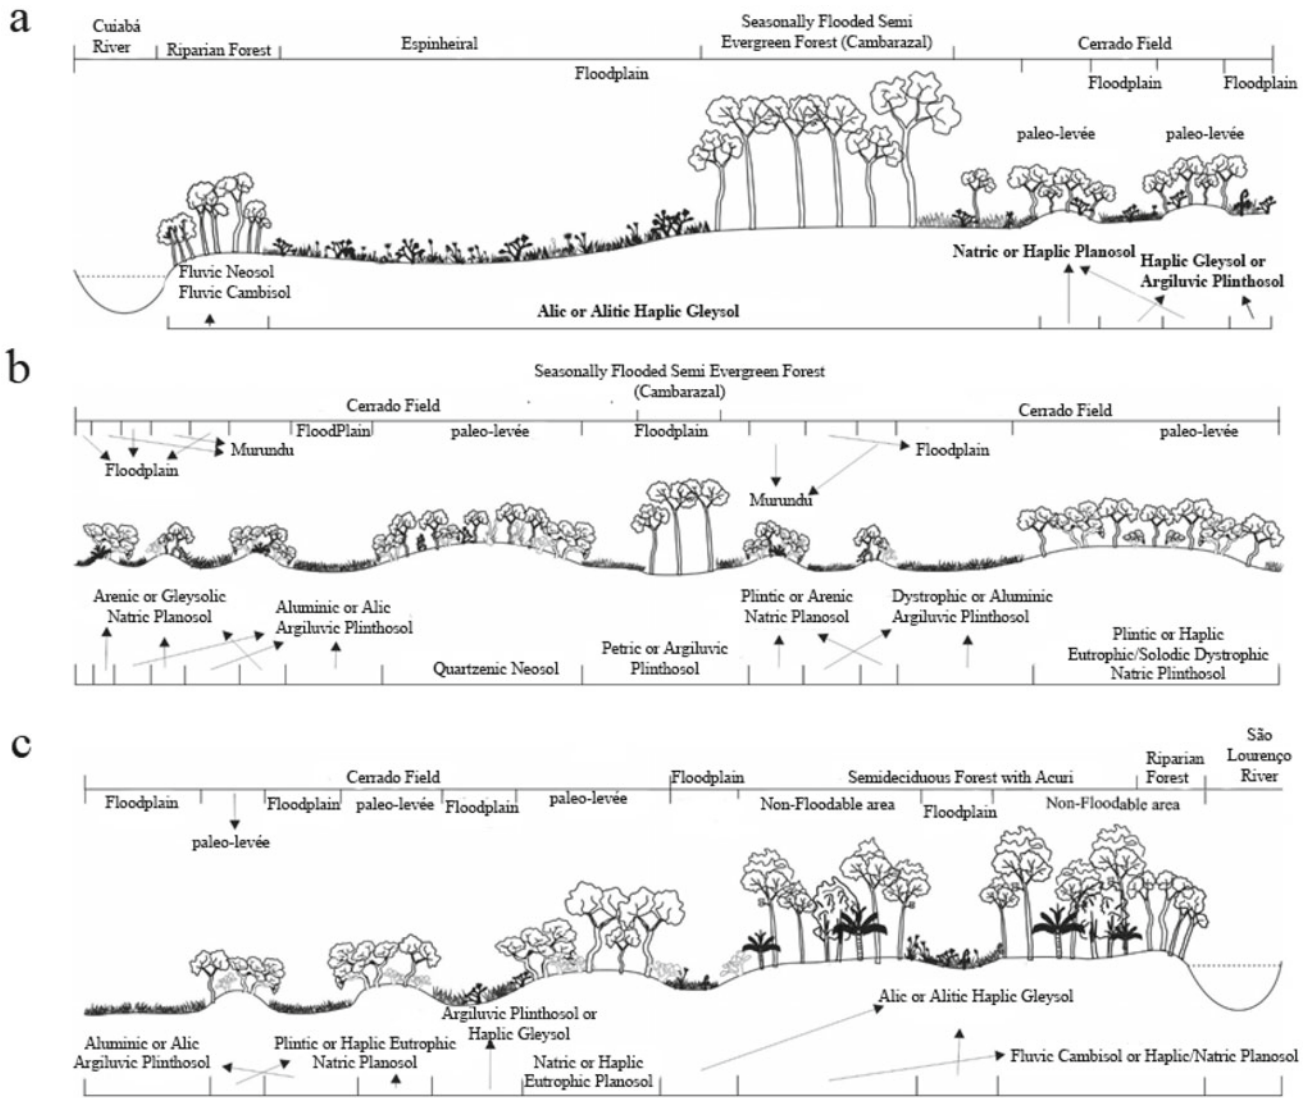 a
Cuiabá
River
Riparian Forest
Espinheiral
Seasonally Flooded Semi
Evergreen Forest (Cambarazal)
Cerrado Field
Floodplain
Floodplain
Floodplain
paleo-levée
paleo-levée
Fluvic Neosol
Fluvic Cambisol
Alic or Alitic Haplic Gleysol
Natric or Haplic Planosol
Haplic Gleysol or
Argiluvic Plinthosol
b
Seasonally Flooded Semi Evergreen Forest
(Cambarazal)
Cerrado Field
Cerrado Field
Floodplain
Murundu
FloodPlain
paleo-levée
Floodplain
Murundu
Floodplain
paleo-levée
Arenic or Gleysolic
Natric Planosol
Aluminic or Alic
Argiluvic Plinthosol
Quartzenic Neosol
Petric or Argiluvic
Plinthosol
Plintic or Arenic
Natric Planosol
Dystrophic or Aluminic
Argiluvic Plinthosol
Plintic or Haplic
Eutrophic/Solodic Dystrophic
Natric Plinthosol
c
Cerrado Field
Floodplain
Semideciduous Forest with Acuri
Riparian
Forest
São
Lourenço
River
Floodplain
paleo-levée
Floodplain
paleo-levée
Floodplain
paleo-levée
Non-Floodable area
Floodplain
Non-Floodable area
Aluminic or Alic
Argiluvic Plinthosol
Plintic or Haplic Eutrophic
Natric Planosol
Argiluvic Plinthosol or
Haplic Gleysol
Natric or Haplic
Eutrophic Planosol
Alic or Alitic Haplic Gleysol
Fluvic Cambisol or Haplic/Natric Planosol